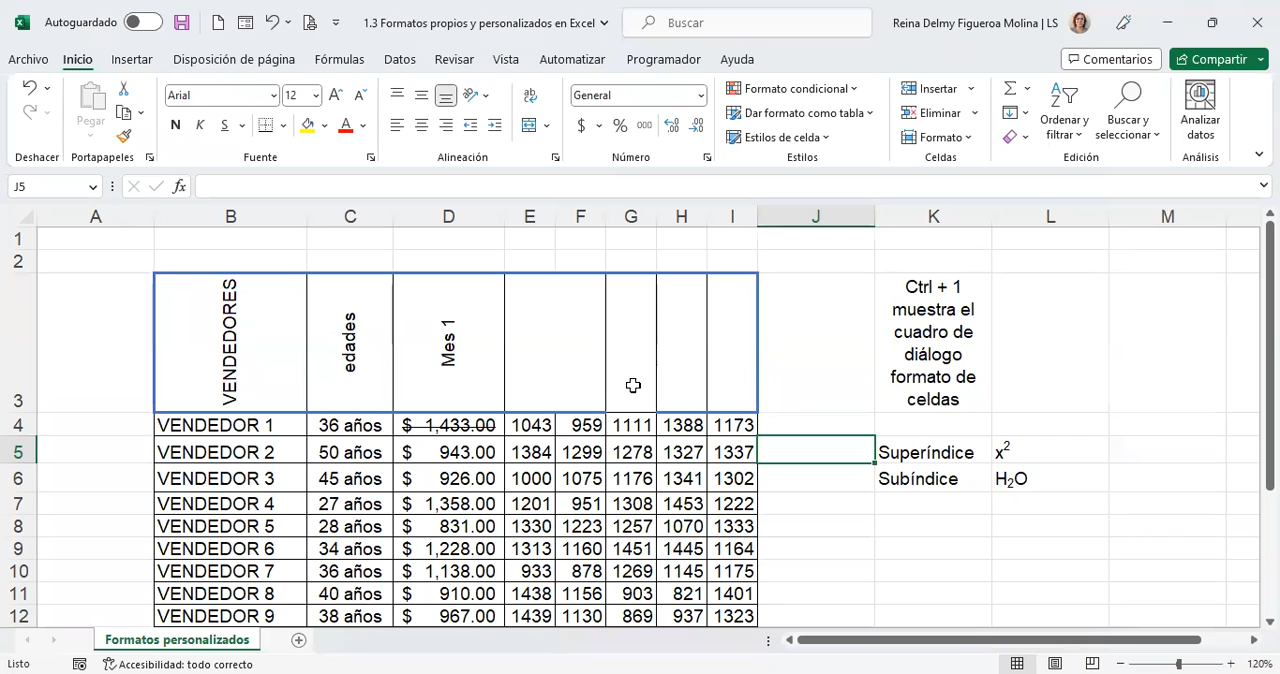 Autoguardado 1.3 Formatos propios y personalizados en Excel Buscar Reina Delmy Figueroa Molina | LS
Archivo Inicio Insertar Disposición de página Fórmulas Datos Revisar Vista Automatizar Programador Ayuda Comentarios Compartir
Arial 12 General Formato condicional Insertar
Pegar Dar formato como tabla Eliminar Ordenar y filtrar Buscar y seleccionar Analizar datos
N K S $ % 000 Estilos de celda Formato
Deshacer Portapapeles Fuente Alineación Número Estilos Celdas Edición Análisis
J5 fx
A B C D E F G H I J K L M
1
2
3 VENDEDORES edades Mes 1
Ctrl + 1
muestra el
cuadro de
diálogo
formato de
celdas
4 VENDEDOR 1 36 años $ 1,433.00 1043 959 1111 1388 1173
5 VENDEDOR 2 50 años $ 943.00 1384 1299 1278 1327 1337 Superíndice x²
6 VENDEDOR 3 45 años $ 926.00 1000 1075 1176 1341 1302 Subíndice H₂O
7 VENDEDOR 4 27 años $ 1,358.00 1201 951 1308 1453 1222
8 VENDEDOR 5 28 años $ 831.00 1330 1223 1257 1070 1333
9 VENDEDOR 6 34 años $ 1,228.00 1313 1160 1451 1445 1164
10 VENDEDOR 7 36 años $ 1,138.00 933 878 1269 1145 1175
11 VENDEDOR 8 40 años $ 910.00 1438 1156 903 821 1401
12 VENDEDOR 9 38 años $ 967.00 1439 1130 869 937 1323
Formatos personalizados
Listo Accesibilidad: todo correcto 120%